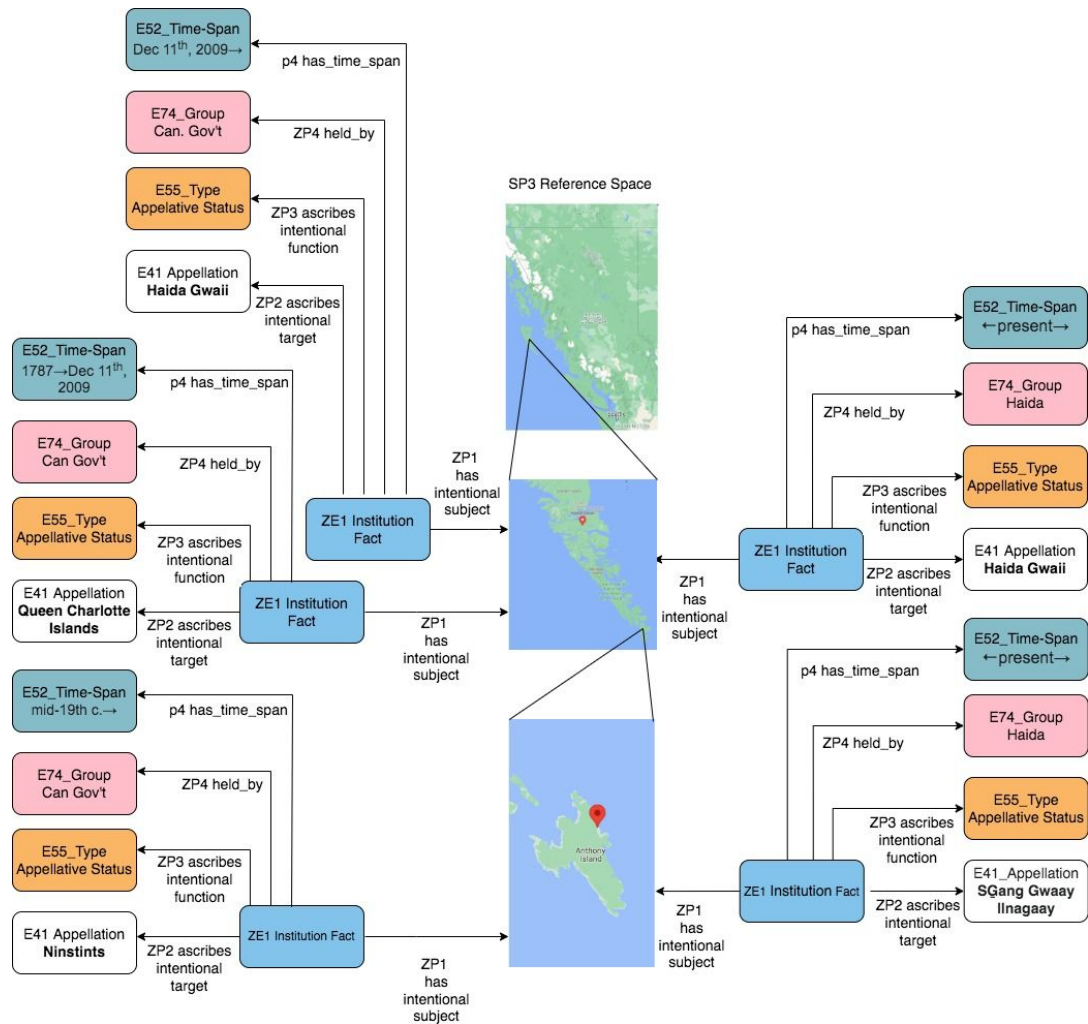 E52_Time-Span
Dec 11th, 2009→
p4 has_time_span
E74_Group
Can. Gov't
ZP4 held_by
E55_Type
Appelative Status
ZP3 ascribes
intentional
function
E41 Appellation
Haida Gwaii
ZP2 ascribes
intentional
target
ZE1 Institution
Fact
ZP1
has
intentional
subject
SP3 Reference Space
E52_Time-Span
1787→Dec 11th,
2009
p4 has_time_span
E74_Group
Can Gov't
ZP4 held_by
E55_Type
Appellative Status
ZP3 ascribes
intentional
function
E41 Appellation
Queen Charlotte
Islands
ZP2 ascribes
intentional
target
ZE1 Institution
Fact
ZP1
has
intentional
subject
E52_Time-Span
mid-19th c.→
p4 has_time_span
E74_Group
Can Gov't
ZP4 held_by
E55_Type
Appellative Status
ZP3 ascribes
intentional
function
E41 Appellation
Ninstints
ZP2 ascribes
intentional
target
ZE1 Institution Fact
ZP1
has
intentional
subject
Anthony
Island
E52_Time-Span
←present→
p4 has_time_span
E74_Group
Haida
ZP4 held_by
E55_Type
Appellative Status
ZP3 ascribes
intentional
function
E41 Appellation
Haida Gwaii
ZP2 ascribes
intentional
target
ZE1 Institution
Fact
ZP1
has
intentional
subject
E52_Time-Span
←present→
p4 has_time_span
E74_Group
Haida
ZP4 held_by
E55_Type
Appellative Status
ZP3 ascribes
intentional
function
E41_Appellation
SG̱ang Gwaay
Ilnagaay
ZP2 ascribes
intentional
target
ZE1 Institution Fact
ZP1
has
intentional
subject